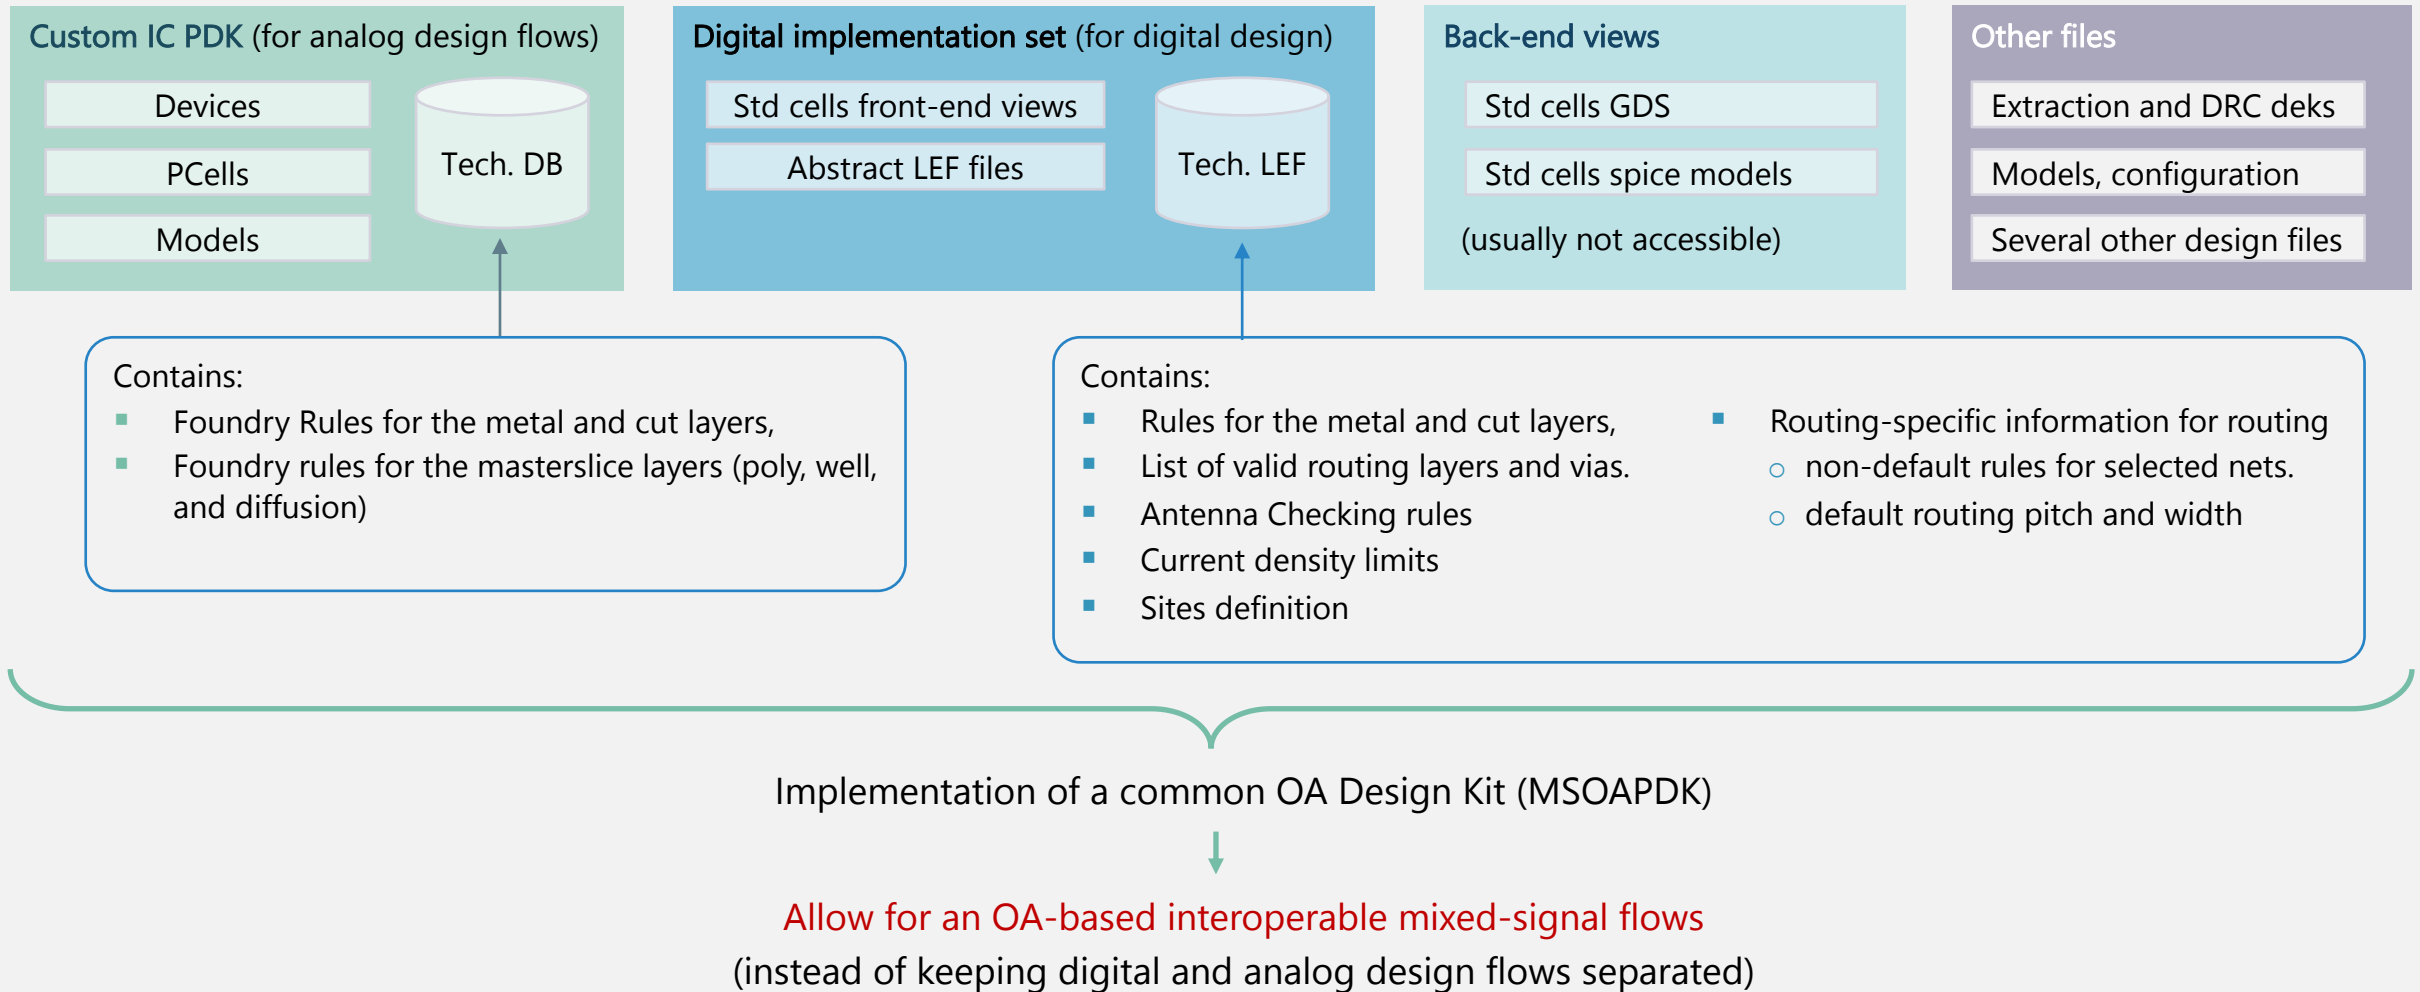 Custom IC PDK (for analog design flows)
Devices
PCells
Models
Tech. DB
Digital implementation set (for digital design)
Std cells front-end views
Abstract LEF files
Tech. LEF
Back-end views
Std cells GDS
Std cells spice models
(usually not accessible)
Other files
Extraction and DRC deks
Models, configuration
Several other design files
Contains:
Foundry Rules for the metal and cut layers,
Foundry rules for the masterslice layers (poly, well,
and diffusion)
Contains:
Rules for the metal and cut layers,
List of valid routing layers and vias.
Antenna Checking rules
Current density limits
Sites definition
Routing-specific information for routing
non-default rules for selected nets.
default routing pitch and width
Implementation of a common OA Design Kit (MSOAPDK)
Allow for an OA-based interoperable mixed-signal flows
(instead of keeping digital and analog design flows separated)